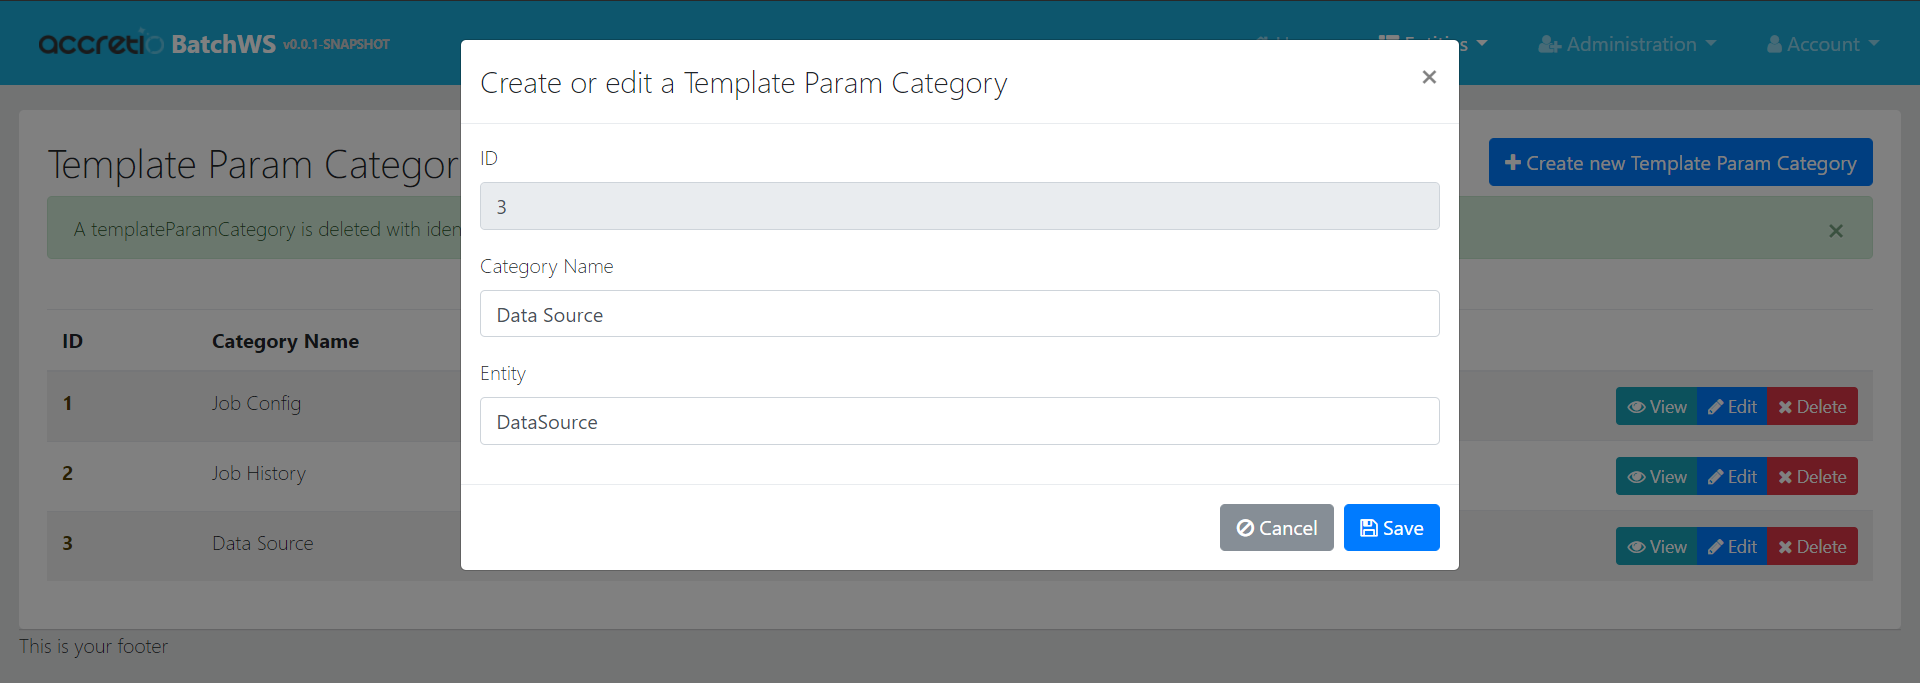 accretio BatchWS v0.0.1-SNAPSHOT
Entities
Administration
Account
Create or edit a Template Param Category
×
ID
3
Category Name
Data Source
Entity
DataSource
Cancel
Save
Template Param Categor
Create new Template Param Category
A templateParamCategory is deleted with iden
×
ID
Category Name
1
Job Config
View
Edit
Delete
2
Job History
View
Edit
Delete
3
Data Source
View
Edit
Delete
This is your footer